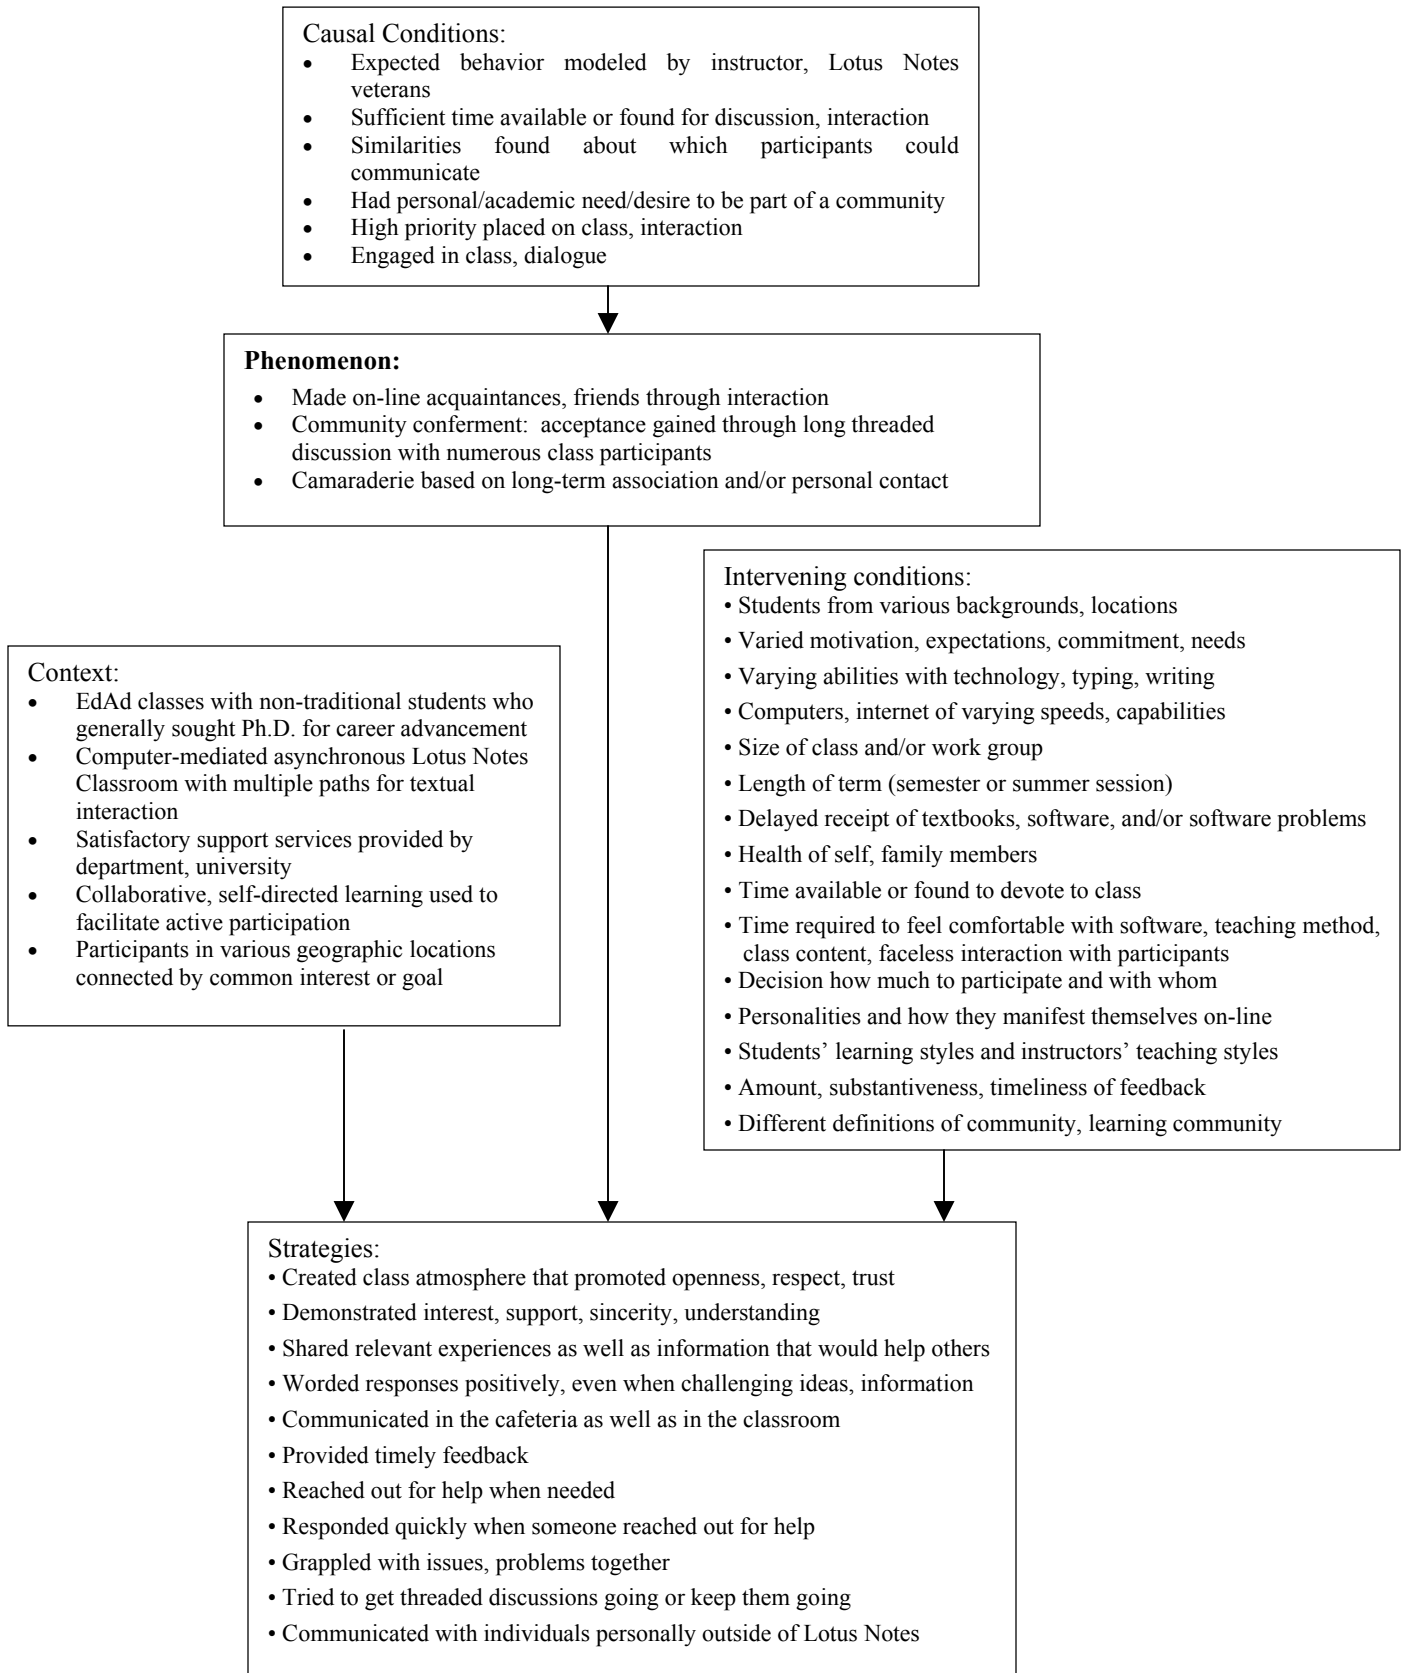 Causal Conditions:
• Expected behavior modeled by instructor, Lotus Notes
veterans
• Sufficient time available or found for discussion, interaction
• Similarities found about which participants could
communicate
• Had personal/academic need/desire to be part of a community
• High priority placed on class, interaction
• Engaged in class, dialogue
Phenomenon:
• Made on-line acquaintances, friends through interaction
• Community conferment:  acceptance gained through long threaded
discussion with numerous class participants
• Camaraderie based on long-term association and/or personal contact
Context:
• EdAd classes with non-traditional students who
generally sought Ph.D. for career advancement
• Computer-mediated asynchronous Lotus Notes
Classroom with multiple paths for textual
interaction
• Satisfactory support services provided by
department, university
• Collaborative, self-directed learning used to
facilitate active participation
• Participants in various geographic locations
connected by common interest or goal
Intervening conditions:
• Students from various backgrounds, locations
• Varied motivation, expectations, commitment, needs
• Varying abilities with technology, typing, writing
• Computers, internet of varying speeds, capabilities
• Size of class and/or work group
• Length of term (semester or summer session)
• Delayed receipt of textbooks, software, and/or software problems
• Health of self, family members
• Time available or found to devote to class
• Time required to feel comfortable with software, teaching method,
class content, faceless interaction with participants
• Decision how much to participate and with whom
• Personalities and how they manifest themselves on-line
• Students’ learning styles and instructors’ teaching styles
• Amount, substantiveness, timeliness of feedback
• Different definitions of community, learning community
Strategies:
• Created class atmosphere that promoted openness, respect, trust
• Demonstrated interest, support, sincerity, understanding
• Shared relevant experiences as well as information that would help others
• Worded responses positively, even when challenging ideas, information
• Communicated in the cafeteria as well as in the classroom
• Provided timely feedback
• Reached out for help when needed
• Responded quickly when someone reached out for help
• Grappled with issues, problems together
• Tried to get threaded discussions going or keep them going
• Communicated with individuals personally outside of Lotus Notes